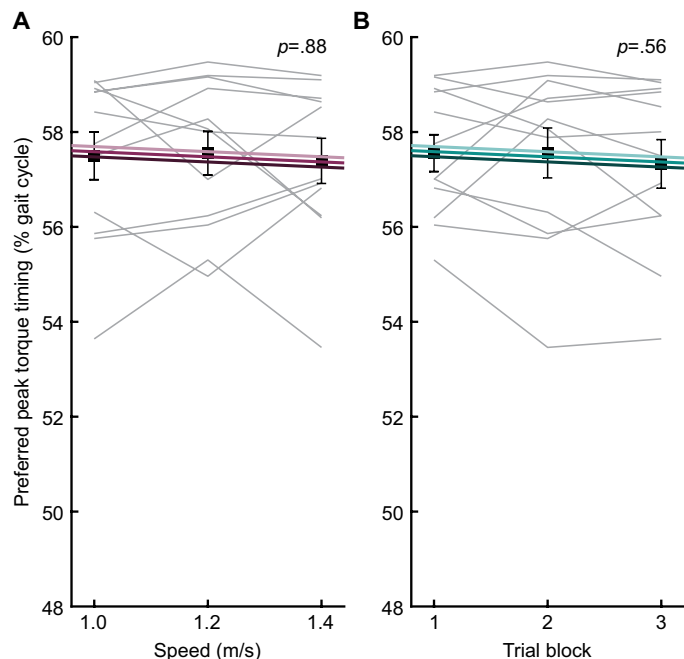 A
B
p=.88
p=.56
Preferred peak torque timing (% gait cycle)
60
58
56
54
52
50
48
1.0
1.2
1.4
Speed (m/s)
60
58
56
54
52
50
48
1
2
3
Trial block